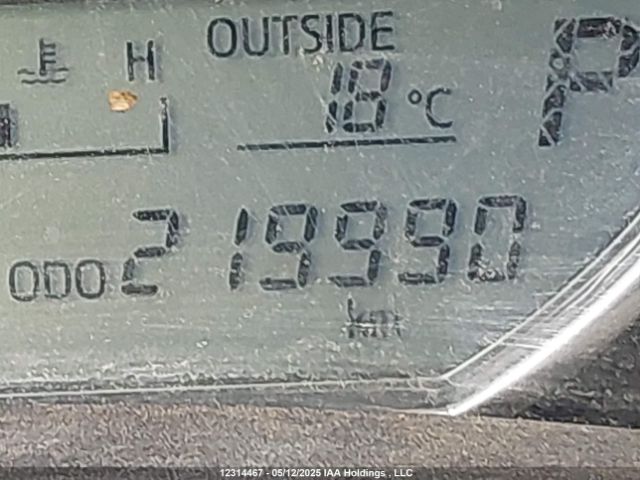 OUTSIDE
H
18 °C
P
ODO 219990
km
12314467 - 05/12/2025 IAA Holdings , LLC